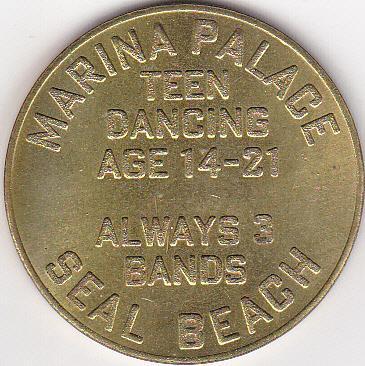 MARINA PALACE
TEEN
DANCING
AGE 14-21
ALWAYS 3
BANDS
SEAL BEACH